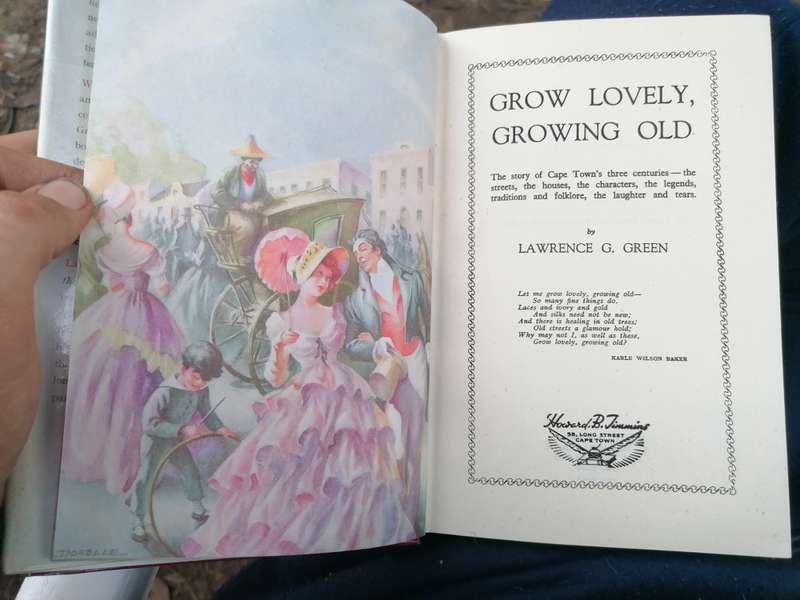 GROW LOVELY,
GROWING OLD
The story of Cape Town's three centuries — the
streets, the houses, the characters, the legends,
traditions and folklore, the laughter and tears.
by
LAWRENCE G. GREEN
Let me grow lovely, growing old—
So many fine things do.
Laces and ivory and gold
And silks need not be new;
And there is healing in old trees;
Old streets a glamour hold;
Why may not I, as well as these,
Grow lovely, growing old?
KARLE WILSON BAKER
Howard B. Timmins
58, LONG STREET
CAPE TOWN